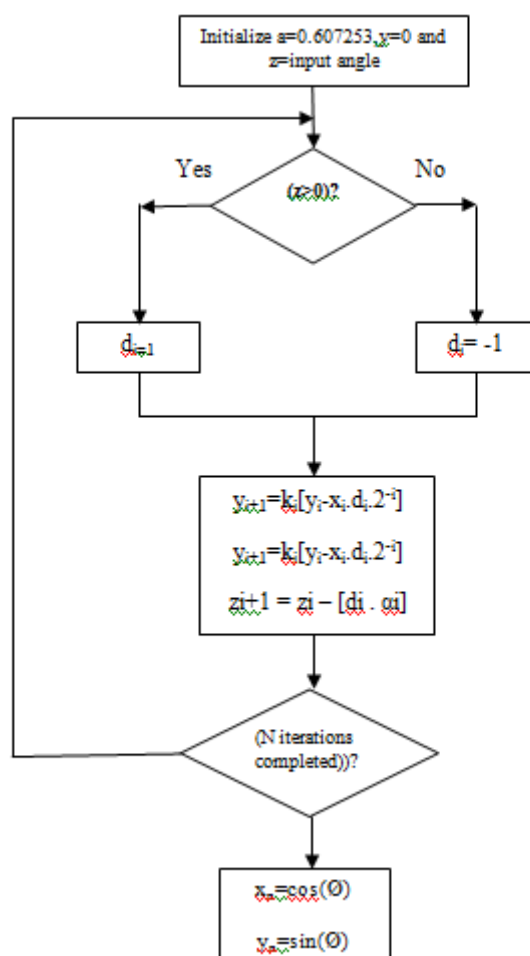 Initialize a=0.607253,y=0 and
z=input angle
Yes
No
(z≥0)?
dᵢ₌₁
dᵢ= -1
yᵢ₊₁=kᵢ[yᵢ-xᵢ.dᵢ.2⁻ⁱ]
yᵢ₊₁=kᵢ[yᵢ-xᵢ.dᵢ.2⁻ⁱ]
zi+1 = zi – [di . αi]
(N iterations
completed))?
xₙ=cos(Ø)
yₙ=sin(Ø)